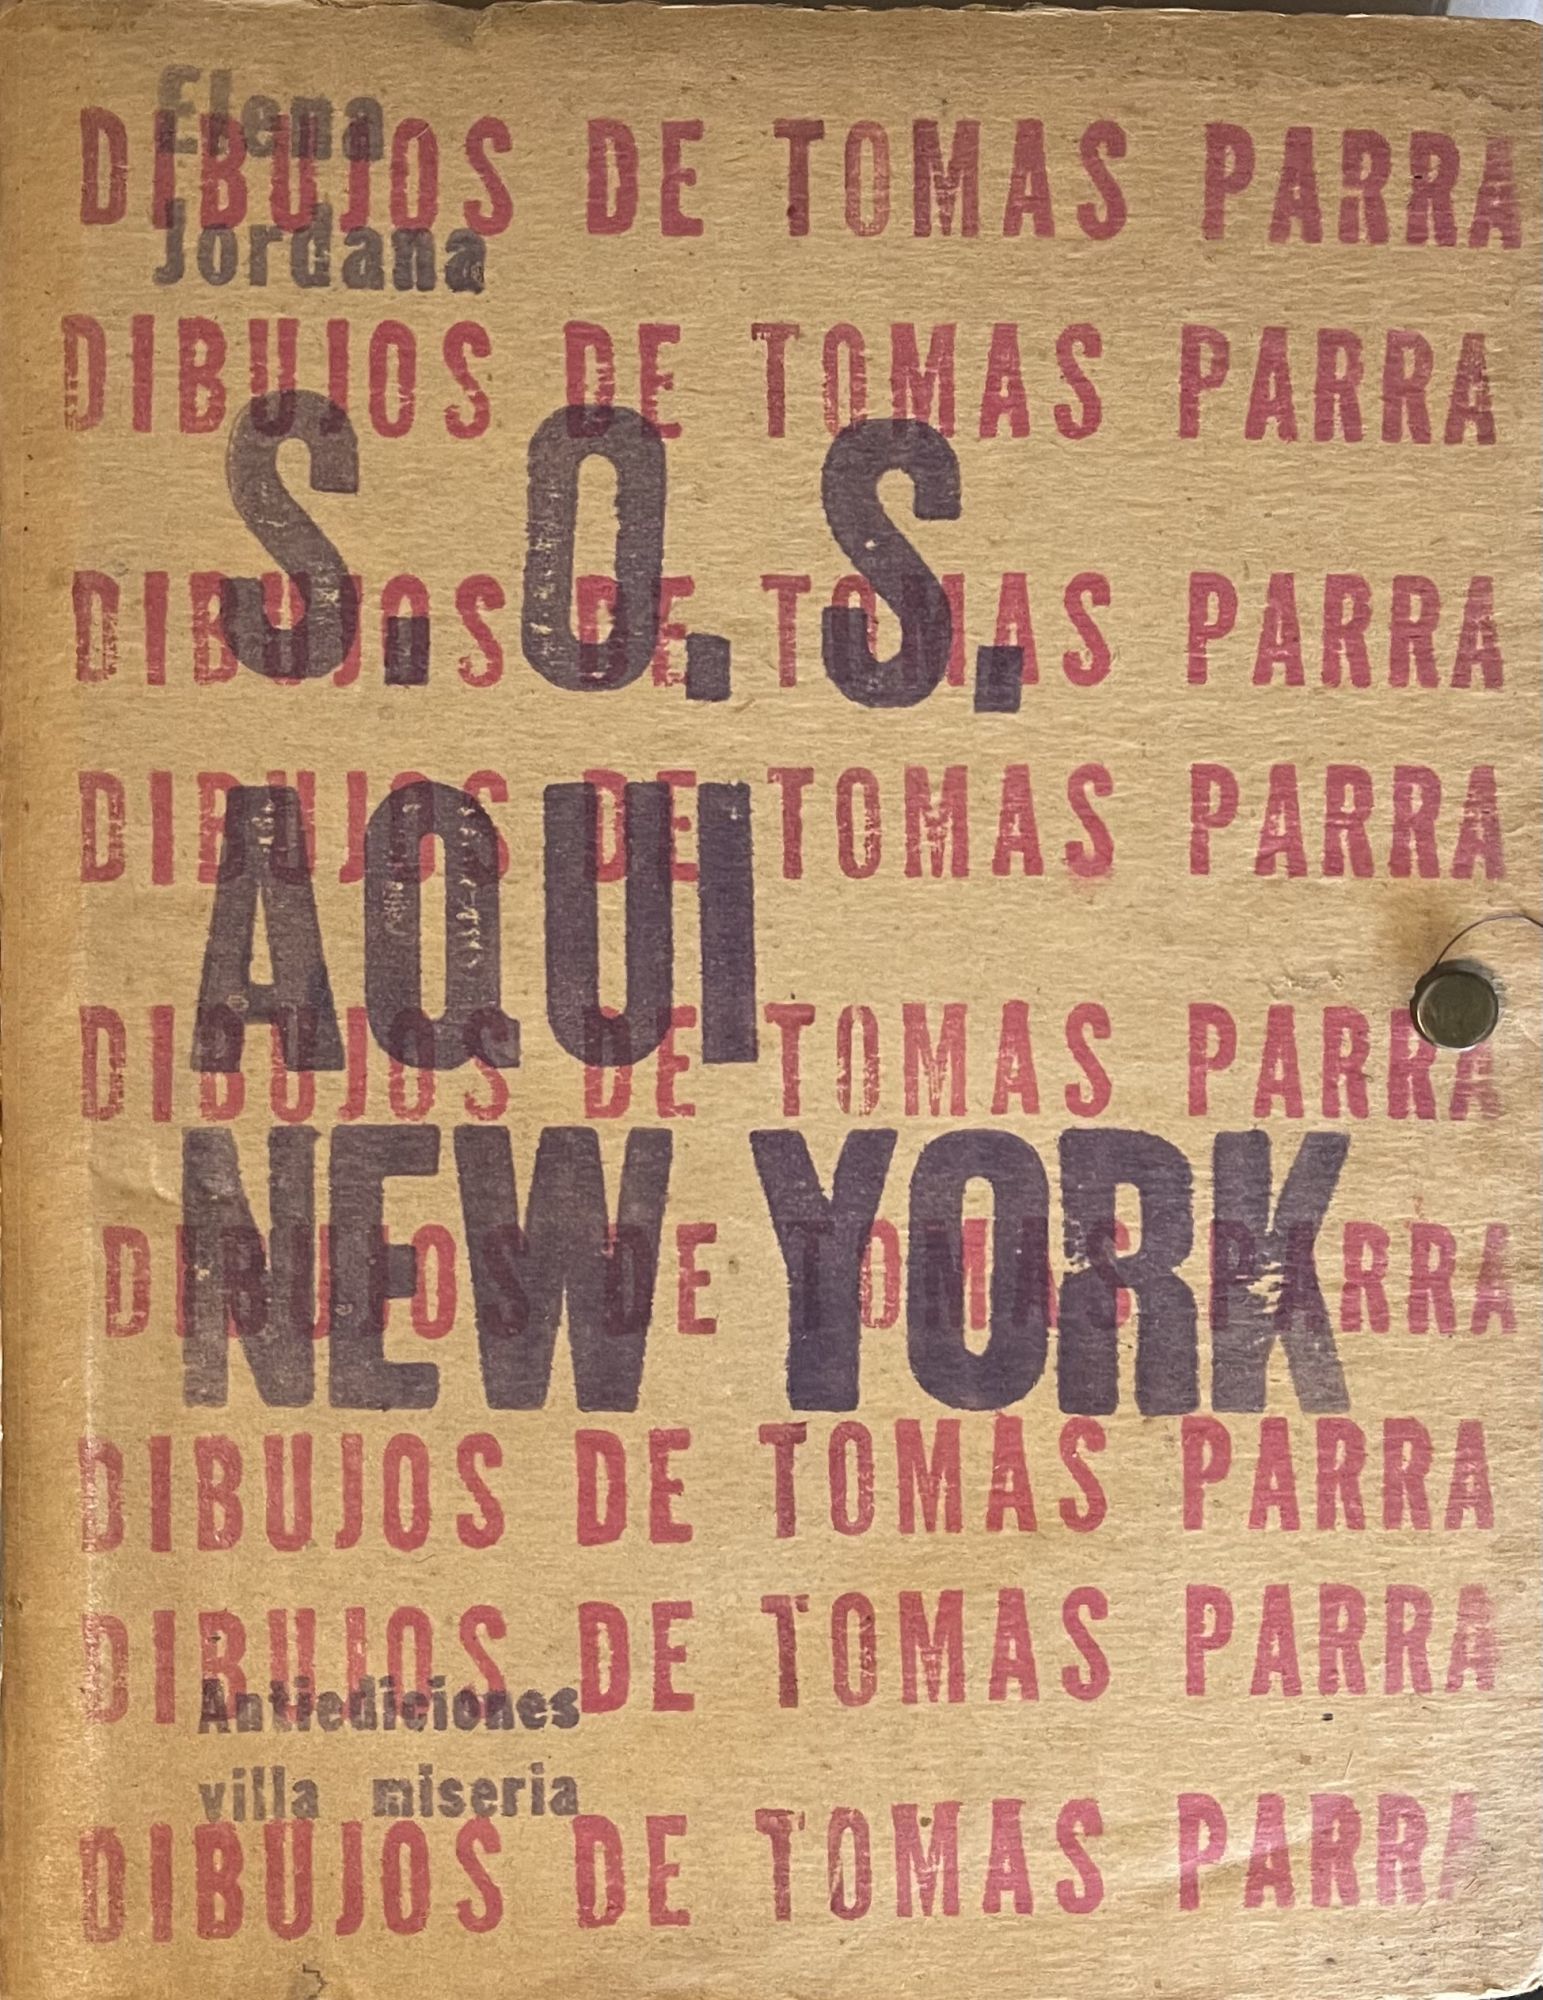 Elena
DIBUJOS DE TOMAS PARRA
Jordana
DIBUJOS DE TOMAS PARRA
S. O. S.
DIBUJOS DE TOMAS PARRA
DIBUJOS DE TOMAS PARRA
AQUI
DIBUJOS DE TOMAS PARRA
NEW YORK
DIBUJOS DE TOMAS PARRA
DIBUJOS DE TOMAS PARRA
DIBUJOS DE TOMAS PARRA
Antiediciones
villa miseria
DIBUJOS DE TOMAS PARRA